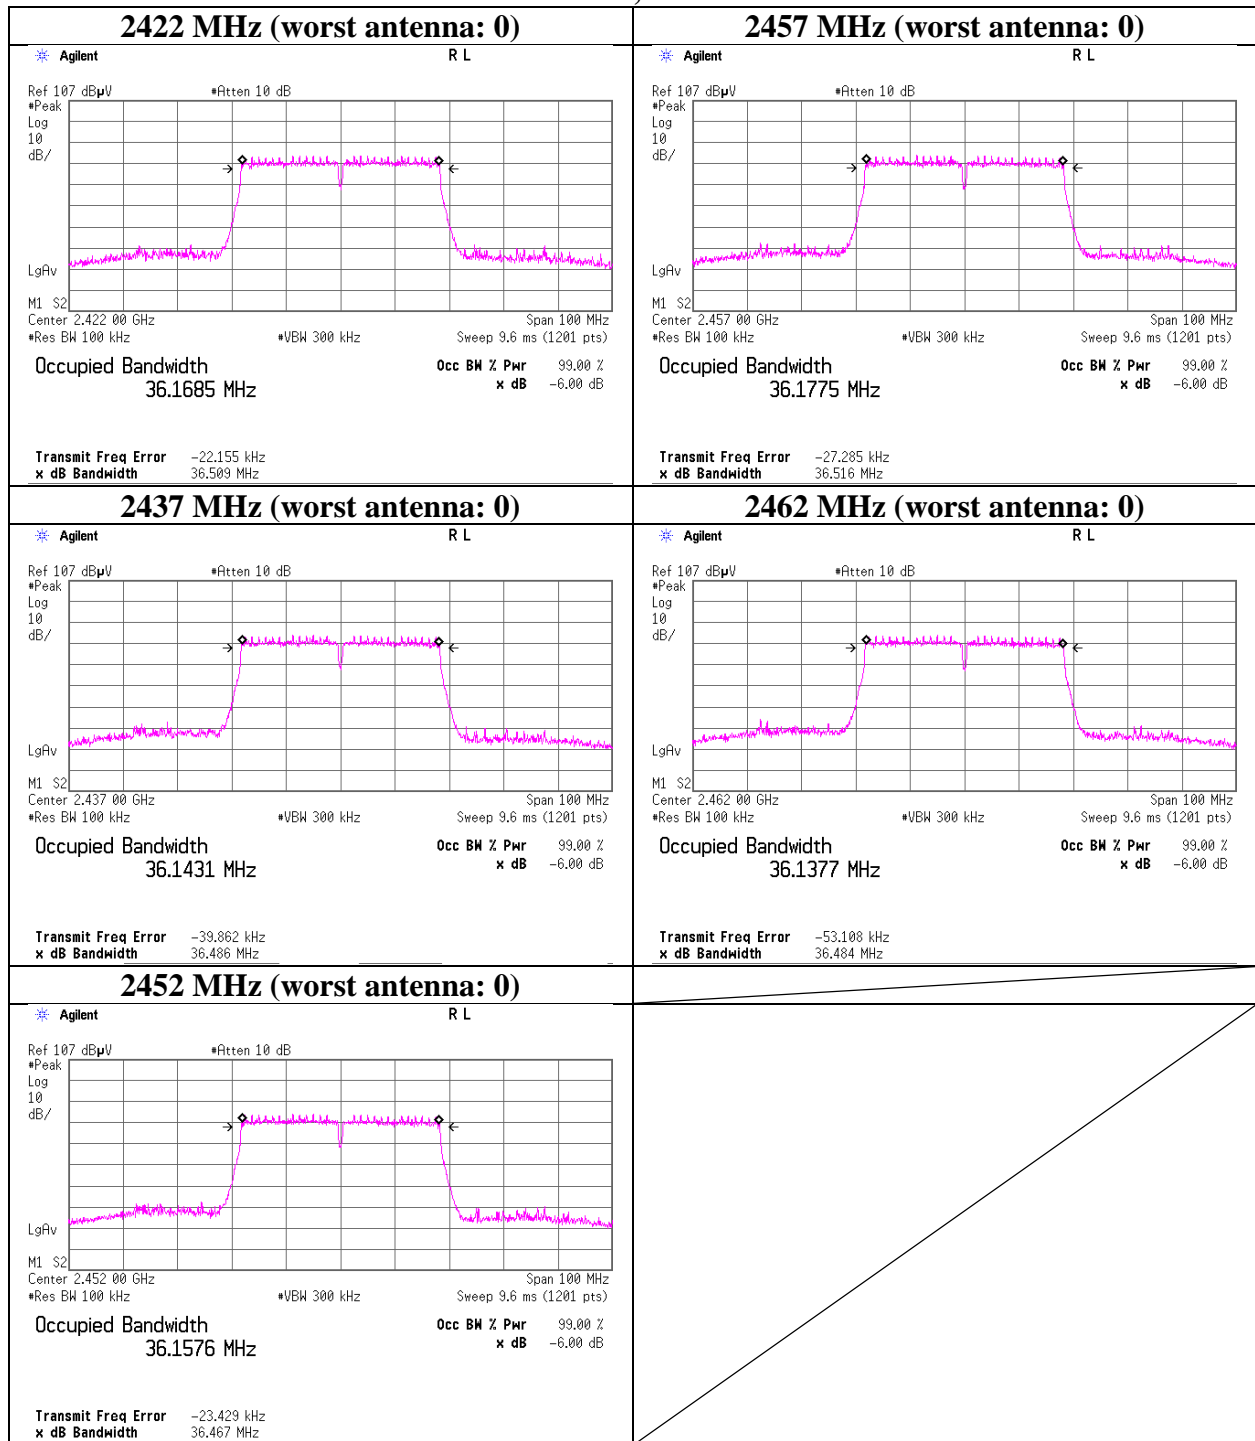 2422 MHz (worst antenna: 0)
Agilent
R L
Ref 107 dBµV #Atten 10 dB
#Peak
Log
10
dB/
LgAv
M1 S2
Center 2.422 00 GHz Span 100 MHz
#Res BW 100 kHz #VBW 300 kHz Sweep 9.6 ms (1201 pts)
Occupied Bandwidth Occ BW % Pwr 99.00 %
36.1685 MHz x dB -6.00 dB
Transmit Freq Error -22.155 kHz
x dB Bandwidth 36.509 MHz
2457 MHz (worst antenna: 0)
Agilent
R L
Ref 107 dBµV #Atten 10 dB
#Peak
Log
10
dB/
LgAv
M1 S2
Center 2.457 00 GHz Span 100 MHz
#Res BW 100 kHz #VBW 300 kHz Sweep 9.6 ms (1201 pts)
Occupied Bandwidth Occ BW % Pwr 99.00 %
36.1775 MHz x dB -6.00 dB
Transmit Freq Error -27.285 kHz
x dB Bandwidth 36.516 MHz
2437 MHz (worst antenna: 0)
Agilent
R L
Ref 107 dBµV #Atten 10 dB
#Peak
Log
10
dB/
LgAv
M1 S2
Center 2.437 00 GHz Span 100 MHz
#Res BW 100 kHz #VBW 300 kHz Sweep 9.6 ms (1201 pts)
Occupied Bandwidth Occ BW % Pwr 99.00 %
36.1431 MHz x dB -6.00 dB
Transmit Freq Error -39.862 kHz
x dB Bandwidth 36.486 MHz
2462 MHz (worst antenna: 0)
Agilent
R L
Ref 107 dBµV #Atten 10 dB
#Peak
Log
10
dB/
LgAv
M1 S2
Center 2.462 00 GHz Span 100 MHz
#Res BW 100 kHz #VBW 300 kHz Sweep 9.6 ms (1201 pts)
Occupied Bandwidth Occ BW % Pwr 99.00 %
36.1377 MHz x dB -6.00 dB
Transmit Freq Error -53.108 kHz
x dB Bandwidth 36.484 MHz
2452 MHz (worst antenna: 0)
Agilent
R L
Ref 107 dBµV #Atten 10 dB
#Peak
Log
10
dB/
LgAv
M1 S2
Center 2.452 00 GHz Span 100 MHz
#Res BW 100 kHz #VBW 300 kHz Sweep 9.6 ms (1201 pts)
Occupied Bandwidth Occ BW % Pwr 99.00 %
36.1576 MHz x dB -6.00 dB
Transmit Freq Error -23.429 kHz
x dB Bandwidth 36.467 MHz